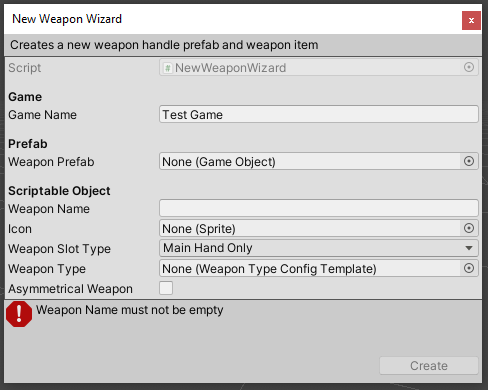 New Weapon Wizard
x
Creates a new weapon handle prefab and weapon item
Script # NewWeaponWizard
Game
Game Name Test Game
Prefab
Weapon Prefab None (Game Object)
Scriptable Object
Weapon Name
Icon None (Sprite)
Weapon Slot Type Main Hand Only
Weapon Type None (Weapon Type Config Template)
Asymmetrical Weapon
! Weapon Name must not be empty
Create